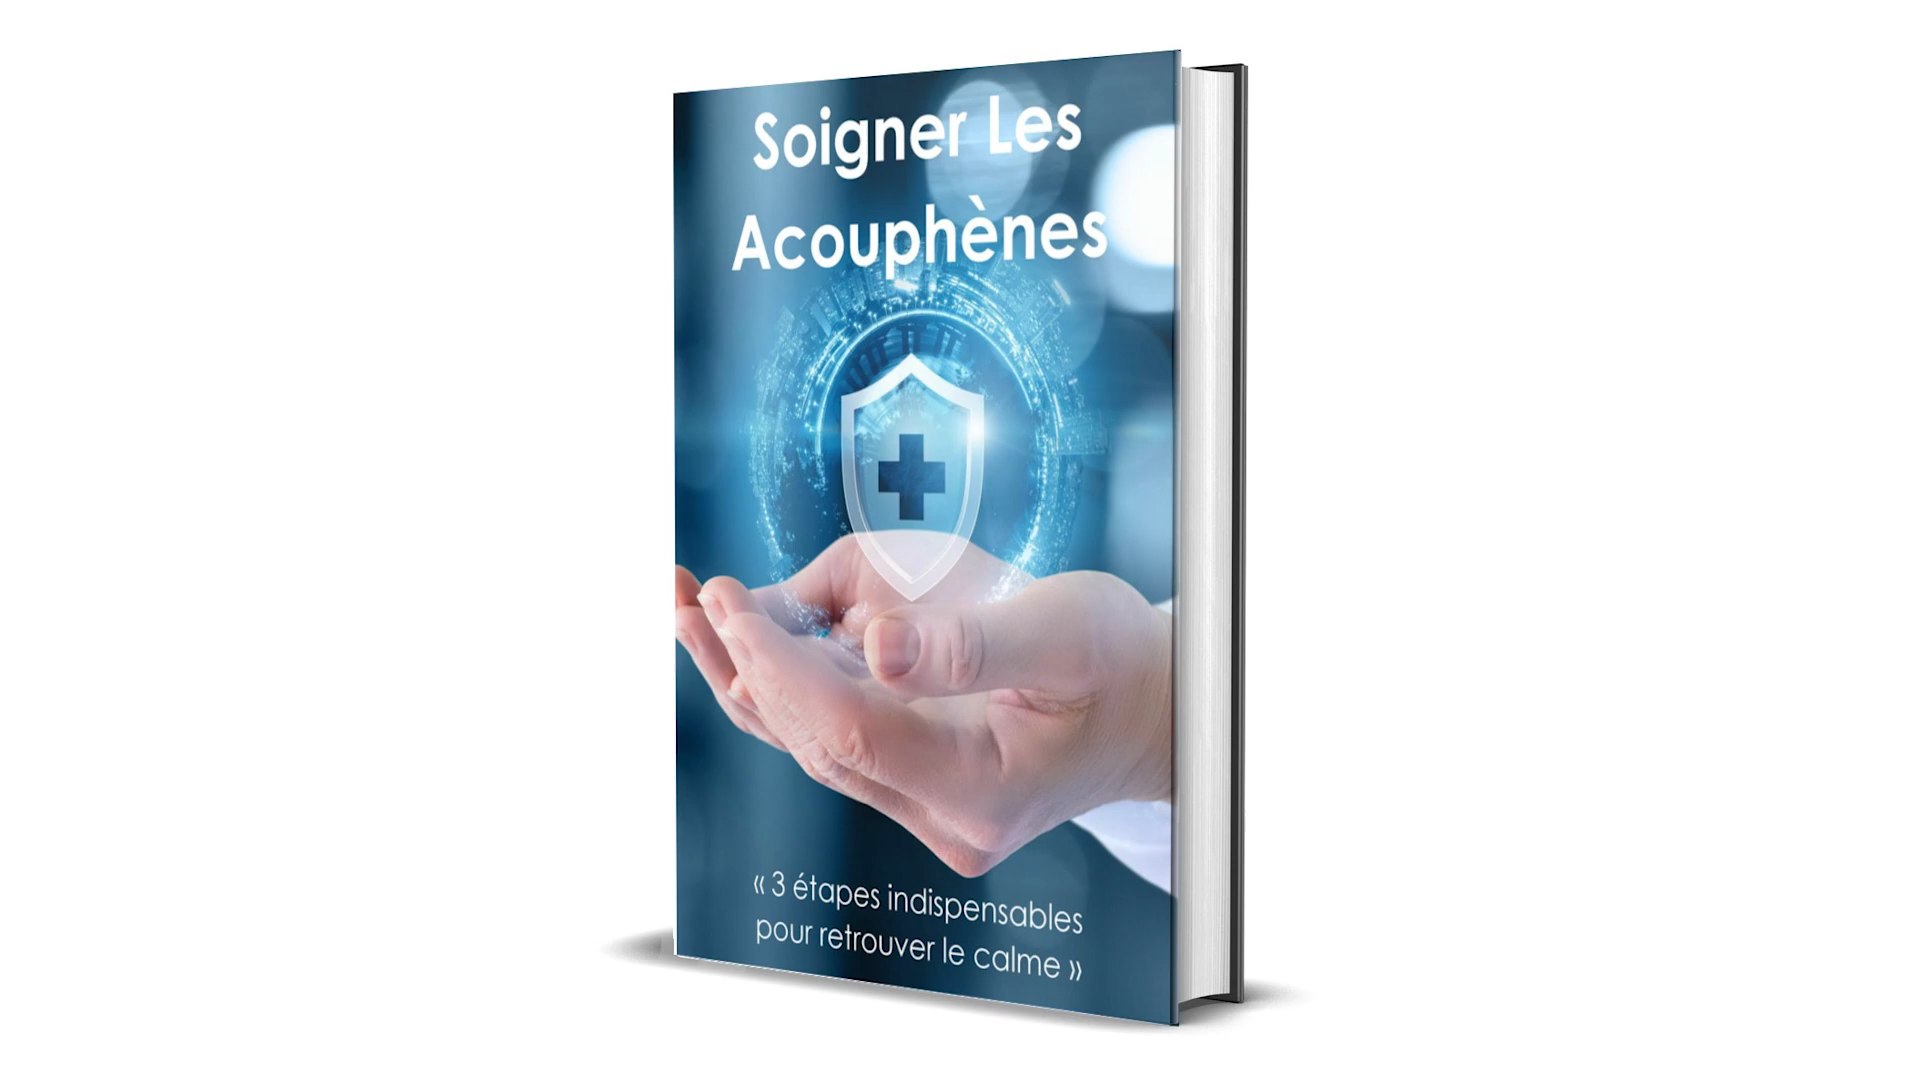 Soigner Les
Acouphènes
« 3 étapes indispensables
pour retrouver le calme »